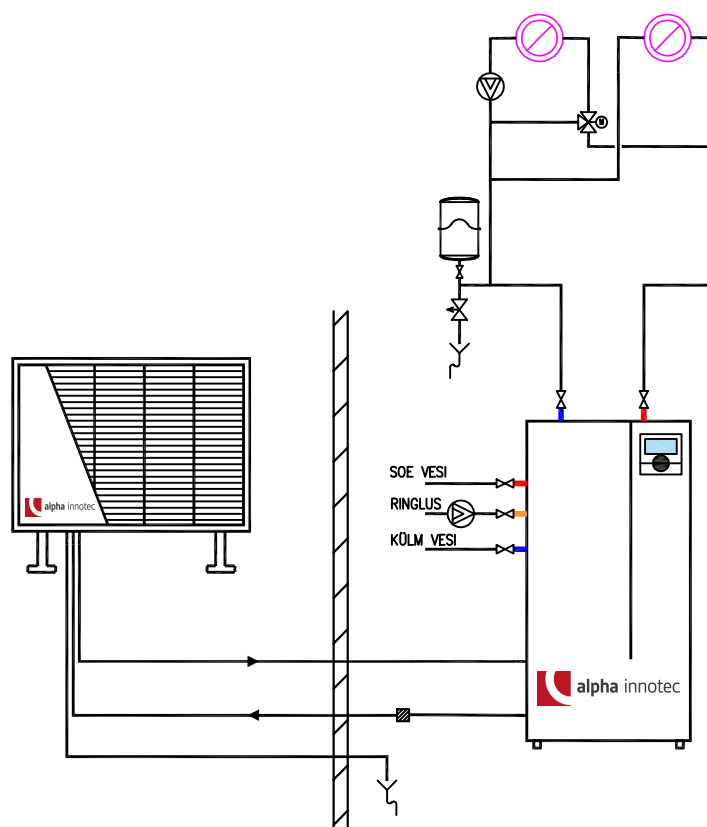 M
SOE VESI
RINGLUS
KÜLM VESI
alpha innotec
alpha innotec